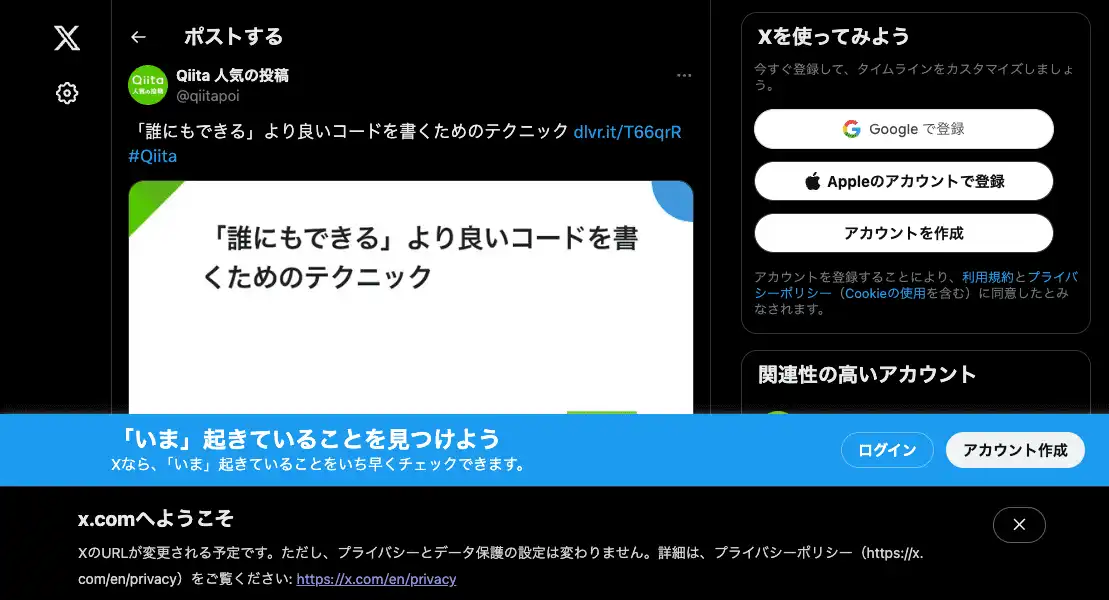 ポストする
Qiita 人気の投稿
@qiitapoi
Qiita
人気の投稿
「誰にもできる」より良いコードを書くためのテクニック dlvr.it/T66qrR
#Qiita
「誰にもできる」より良いコードを書
くためのテクニック
Xを使ってみよう
今すぐ登録して、タイムラインをカスタマイズしましょ
う。
Google で登録
Appleのアカウントで登録
アカウントを作成
アカウントを登録することにより、利用規約とプライバ
シーポリシー（Cookieの使用を含む）に同意したとみ
なされます。
関連性の高いアカウント
「いま」起きていることを見つけよう
Xなら、「いま」起きていることをいち早くチェックできます。
ログイン
アカウント作成
x.comへようこそ
XのURLが変更される予定です。ただし、プライバシーとデータ保護の設定は変わりません。詳細は、プライバシーポリシー（https://x.
com/en/privacy）をご覧ください: https://x.com/en/privacy